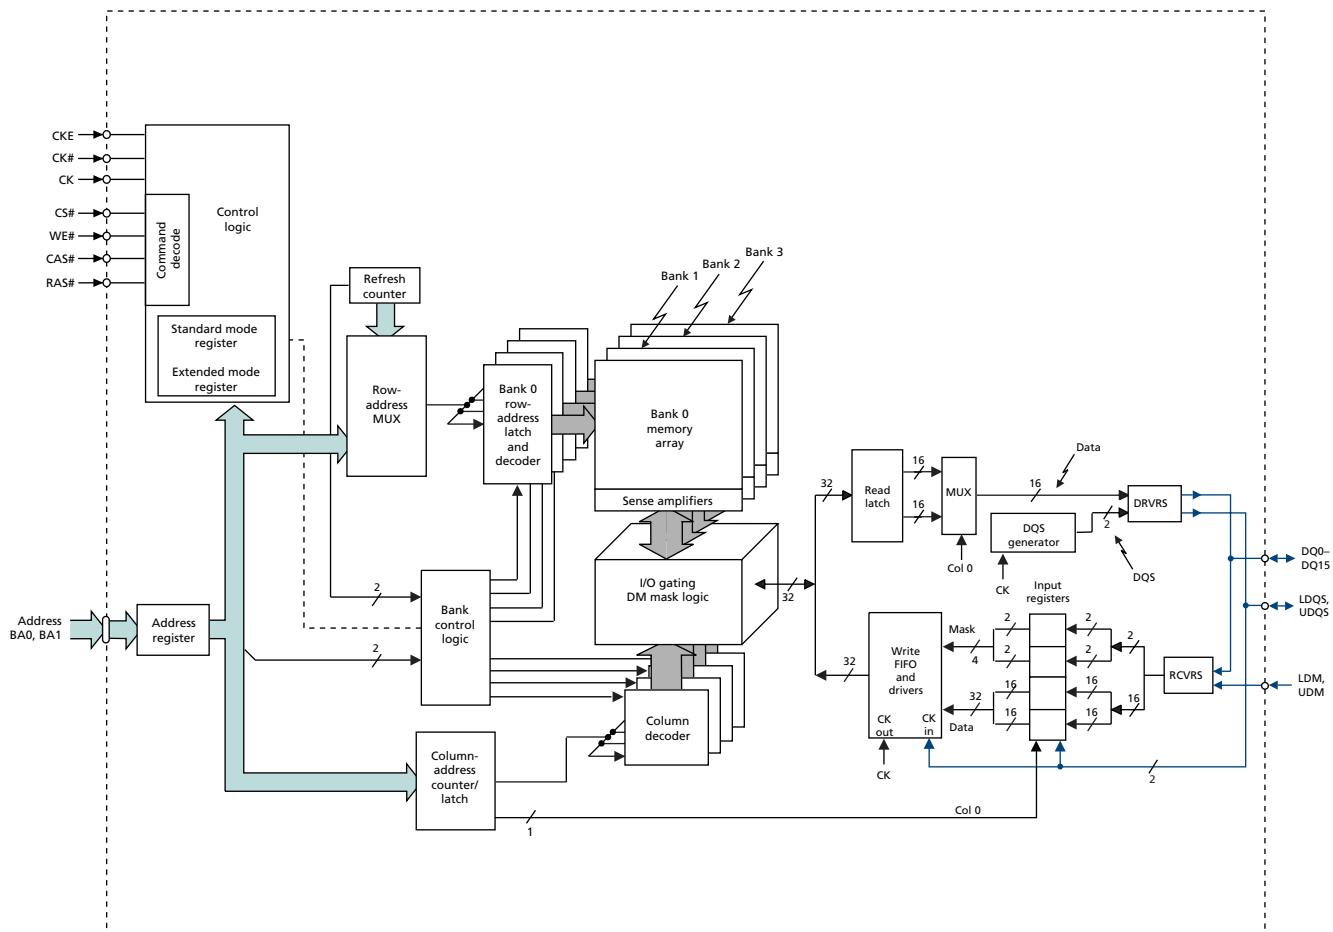 CKE
CK#
CK
CS#
WE#
CAS#
RAS#
Command
decode
Control
logic
Standard mode
register
Extended mode
register
Refresh
counter
Row-
address
MUX
Bank 0
row-
address
latch
and
decoder
Bank 1
Bank 2
Bank 3
Bank 0
memory
array
Sense amplifiers
I/O gating
DM mask logic
32
Address
BA0, BA1
Address
register
2
2
Bank
control
logic
Column
decoder
Column-
address
counter/
latch
1
Col 0
32
Read
latch
16
16
MUX
Col 0
16
Data
DQS
generator
CK
2
DQS
DRVRS
DQ0–
DQ15
LDQS,
UDQS
LDM,
UDM
Input
registers
32
Write
FIFO
and
drivers
CK
out
CK
in
CK
Mask
4
32
Data
2
2
16
16
2
2
16
16
2
16
RCVRS
2